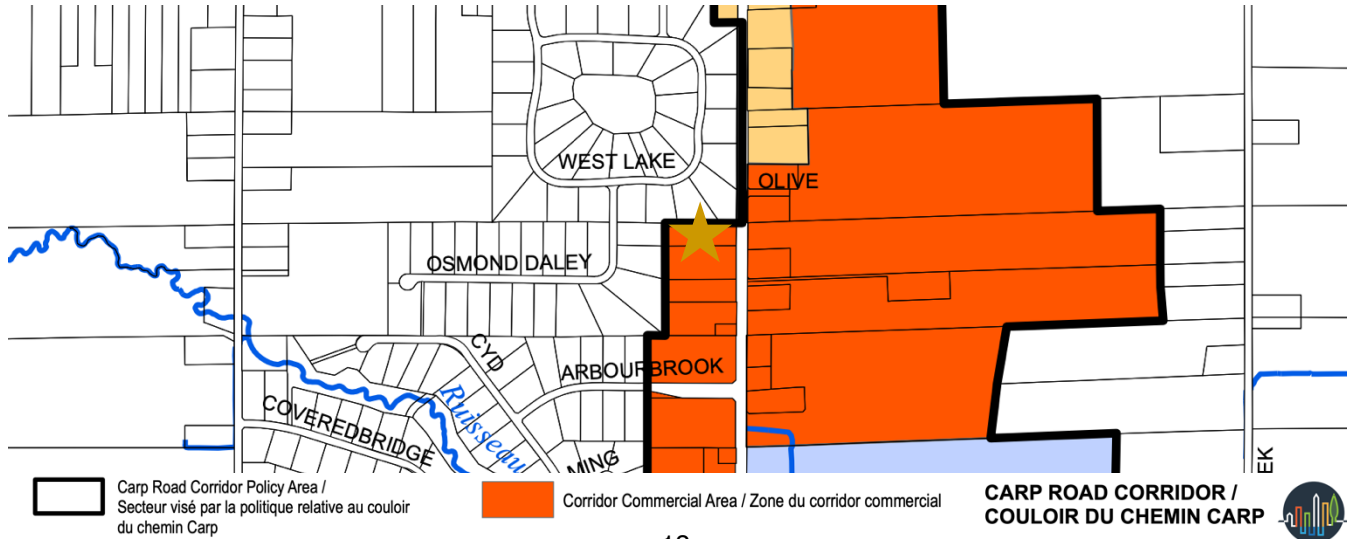 WEST LAKE
OLIVE
OSMOND DALEY
CYD
ARBOURBROOK
Ruisseau
COVEREDBRIDGE
MING
EK
Carp Road Corridor Policy Area /
Secteur visé par la politique relative au couloir
du chemin Carp
Corridor Commercial Area / Zone du corridor commercial
CARP ROAD CORRIDOR /
COULOIR DU CHEMIN CARP